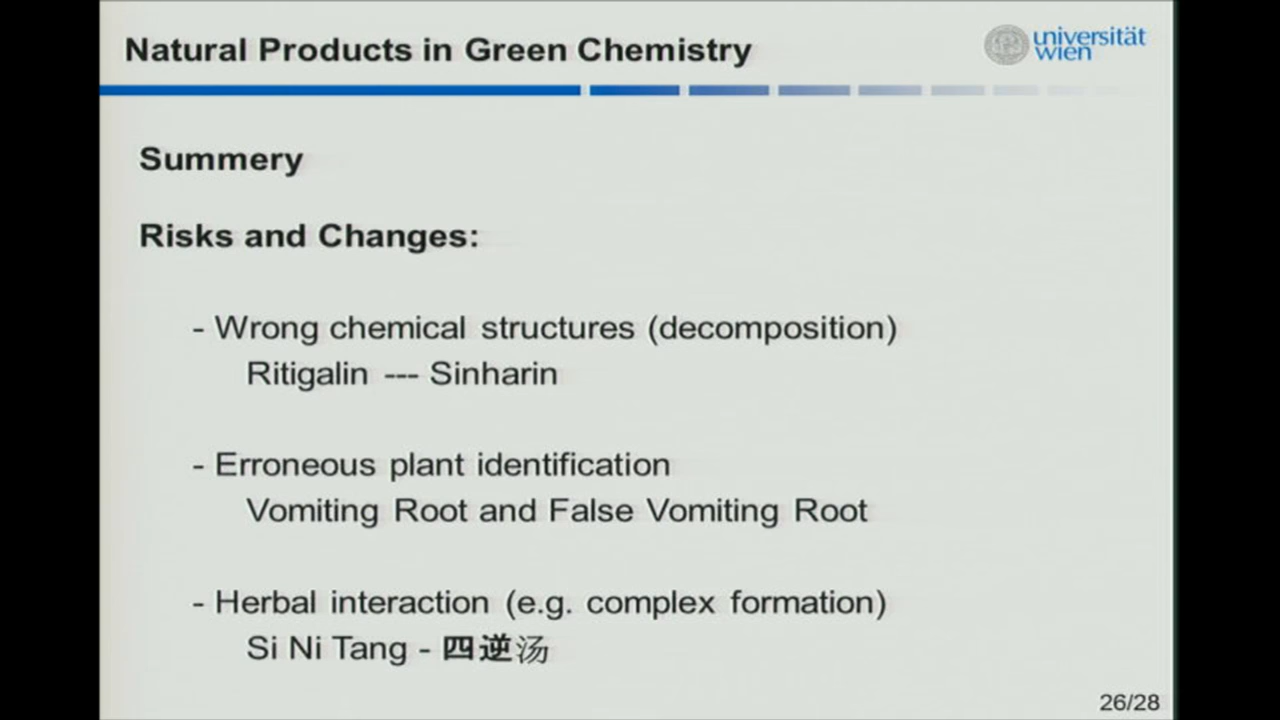 Natural Products in Green Chemistry
universität
wien
Summery
Risks and Changes:
- Wrong chemical structures (decomposition)
Ritigalin --- Sinharin
- Erroneous plant identification
Vomiting Root and False Vomiting Root
- Herbal interaction (e.g. complex formation)
Si Ni Tang - 四逆汤
26/28